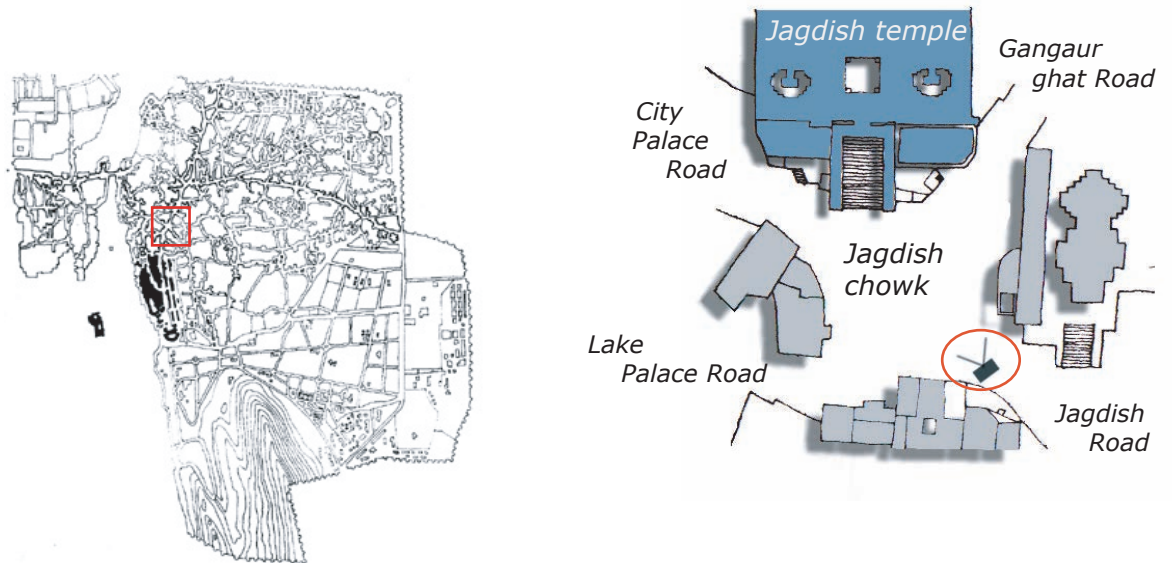 Jagdish temple
Gangaur
ghat Road
City
Palace
Road
Jagdish
chowk
Lake
Palace Road
Jagdish
Road